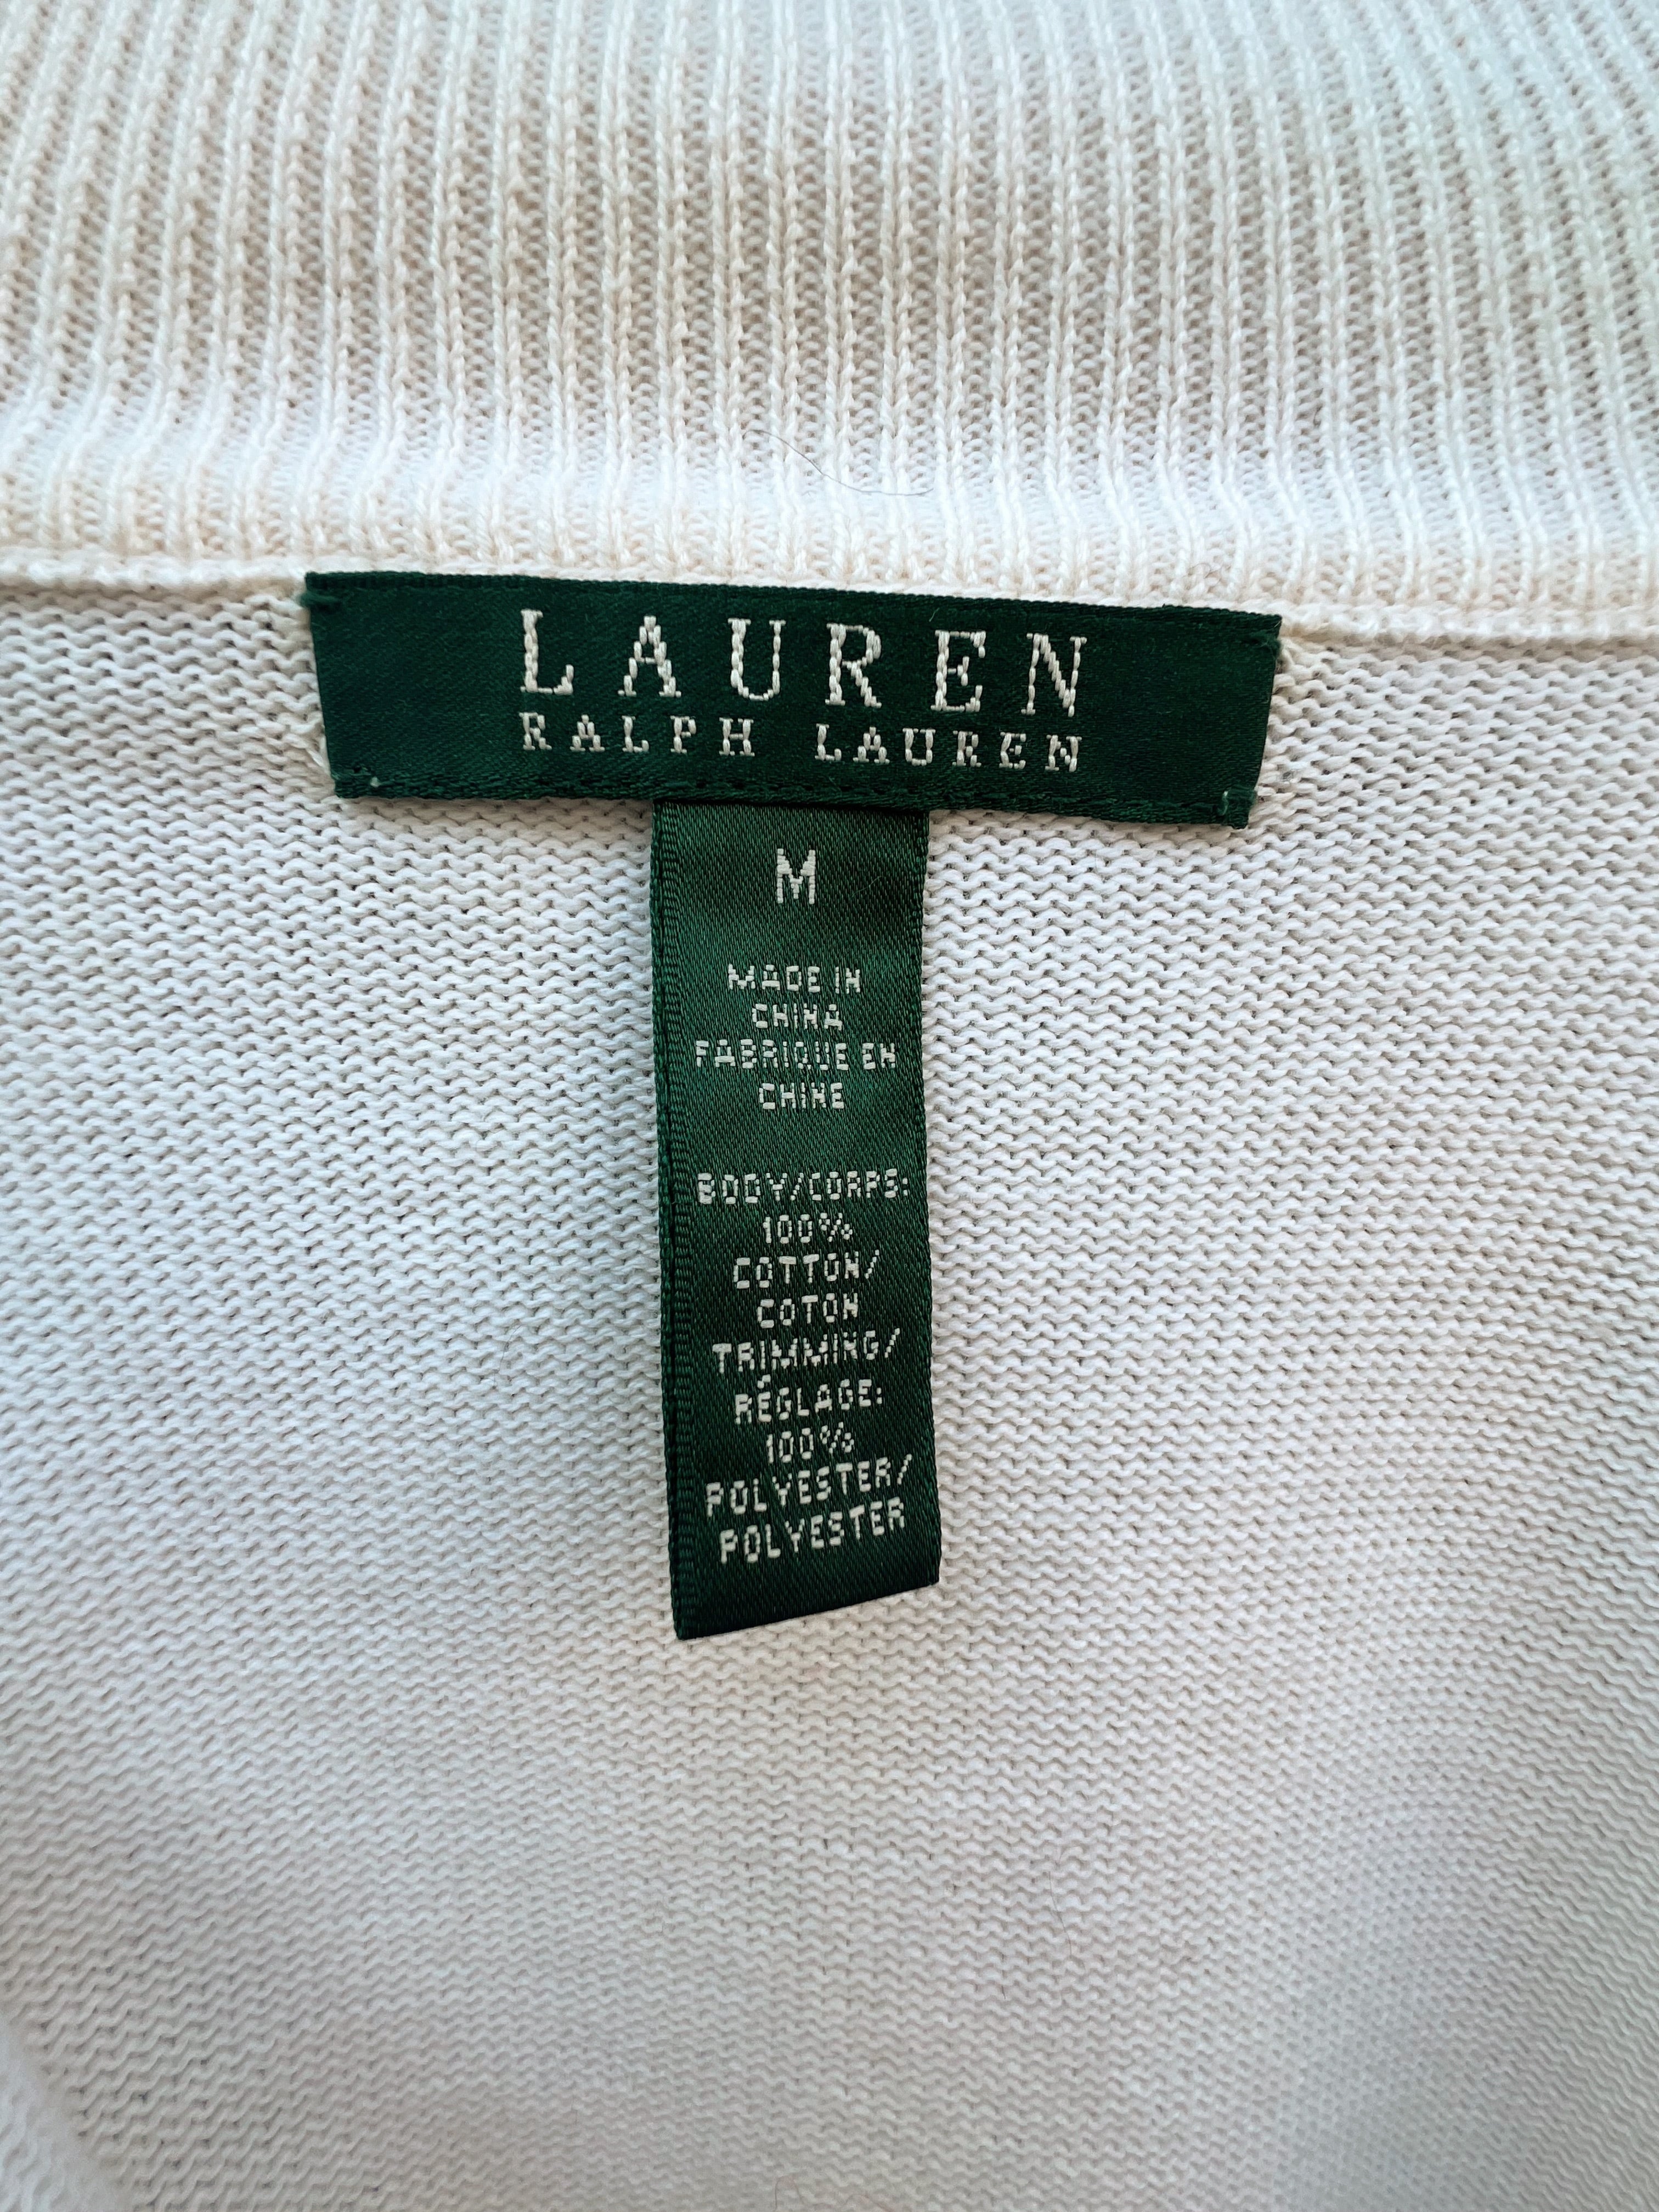 LAUREN
RALPH LAUREN
M
MADE IN
CHINA
FABRIQUE EN
CHINE
BODY/CORPS:
100%
COTTON/
COTON
TRIMMING/
RÉGLAGE:
100%
POLYESTER/
POLYESTER